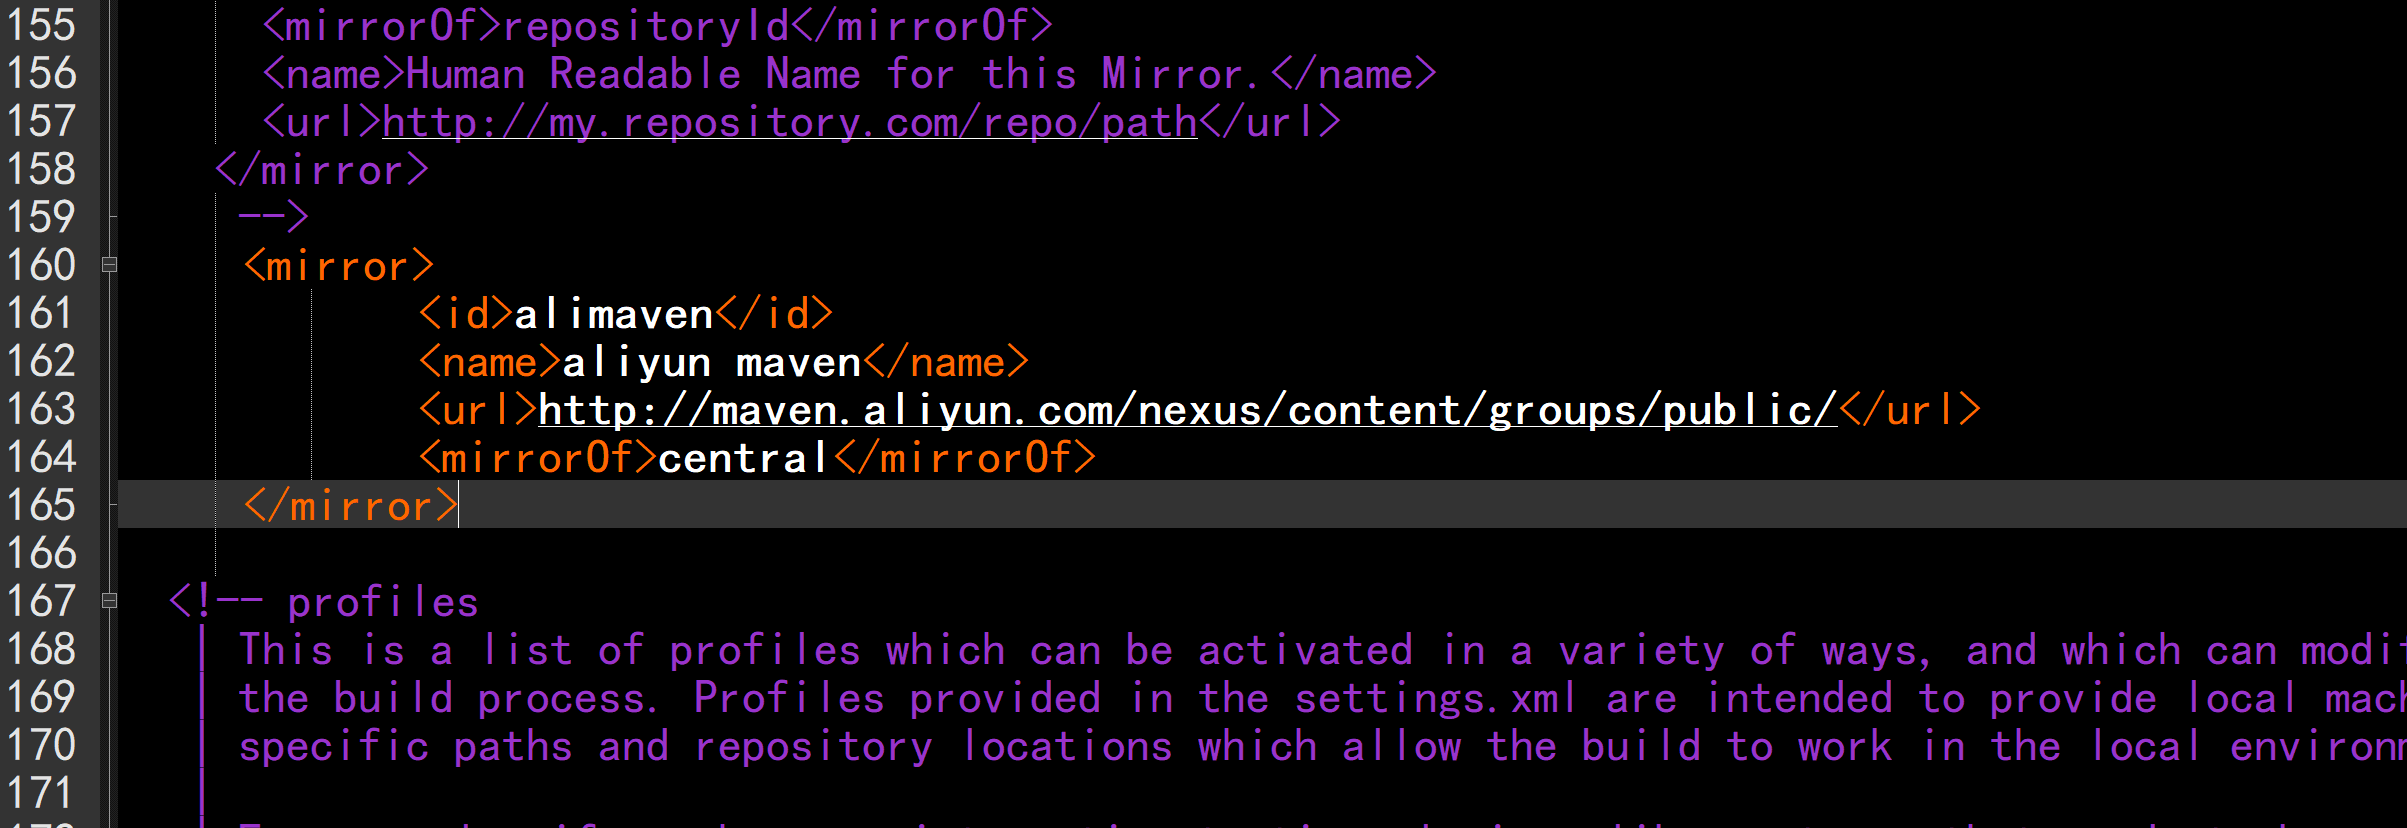 155 <mirrorOf>repositoryId</mirrorOf>
156 <name>Human Readable Name for this Mirror.</name>
157 <url>http://my.repository.com/repo/path</url>
158 </mirror>
159 -->
160 <mirror>
161 <id>alimaven</id>
162 <name>aliyun maven</name>
163 <url>http://maven.aliyun.com/nexus/content/groups/public/</url>
164 <mirrorOf>central</mirrorOf>
165 </mirror>
166
167 <!-- profiles
168 | This is a list of profiles which can be activated in a variety of ways, and which can
169 | the build process. Profiles provided in the settings.xml are intended to provide local
170 | specific paths and repository locations which allow the build to work in the local
171 |